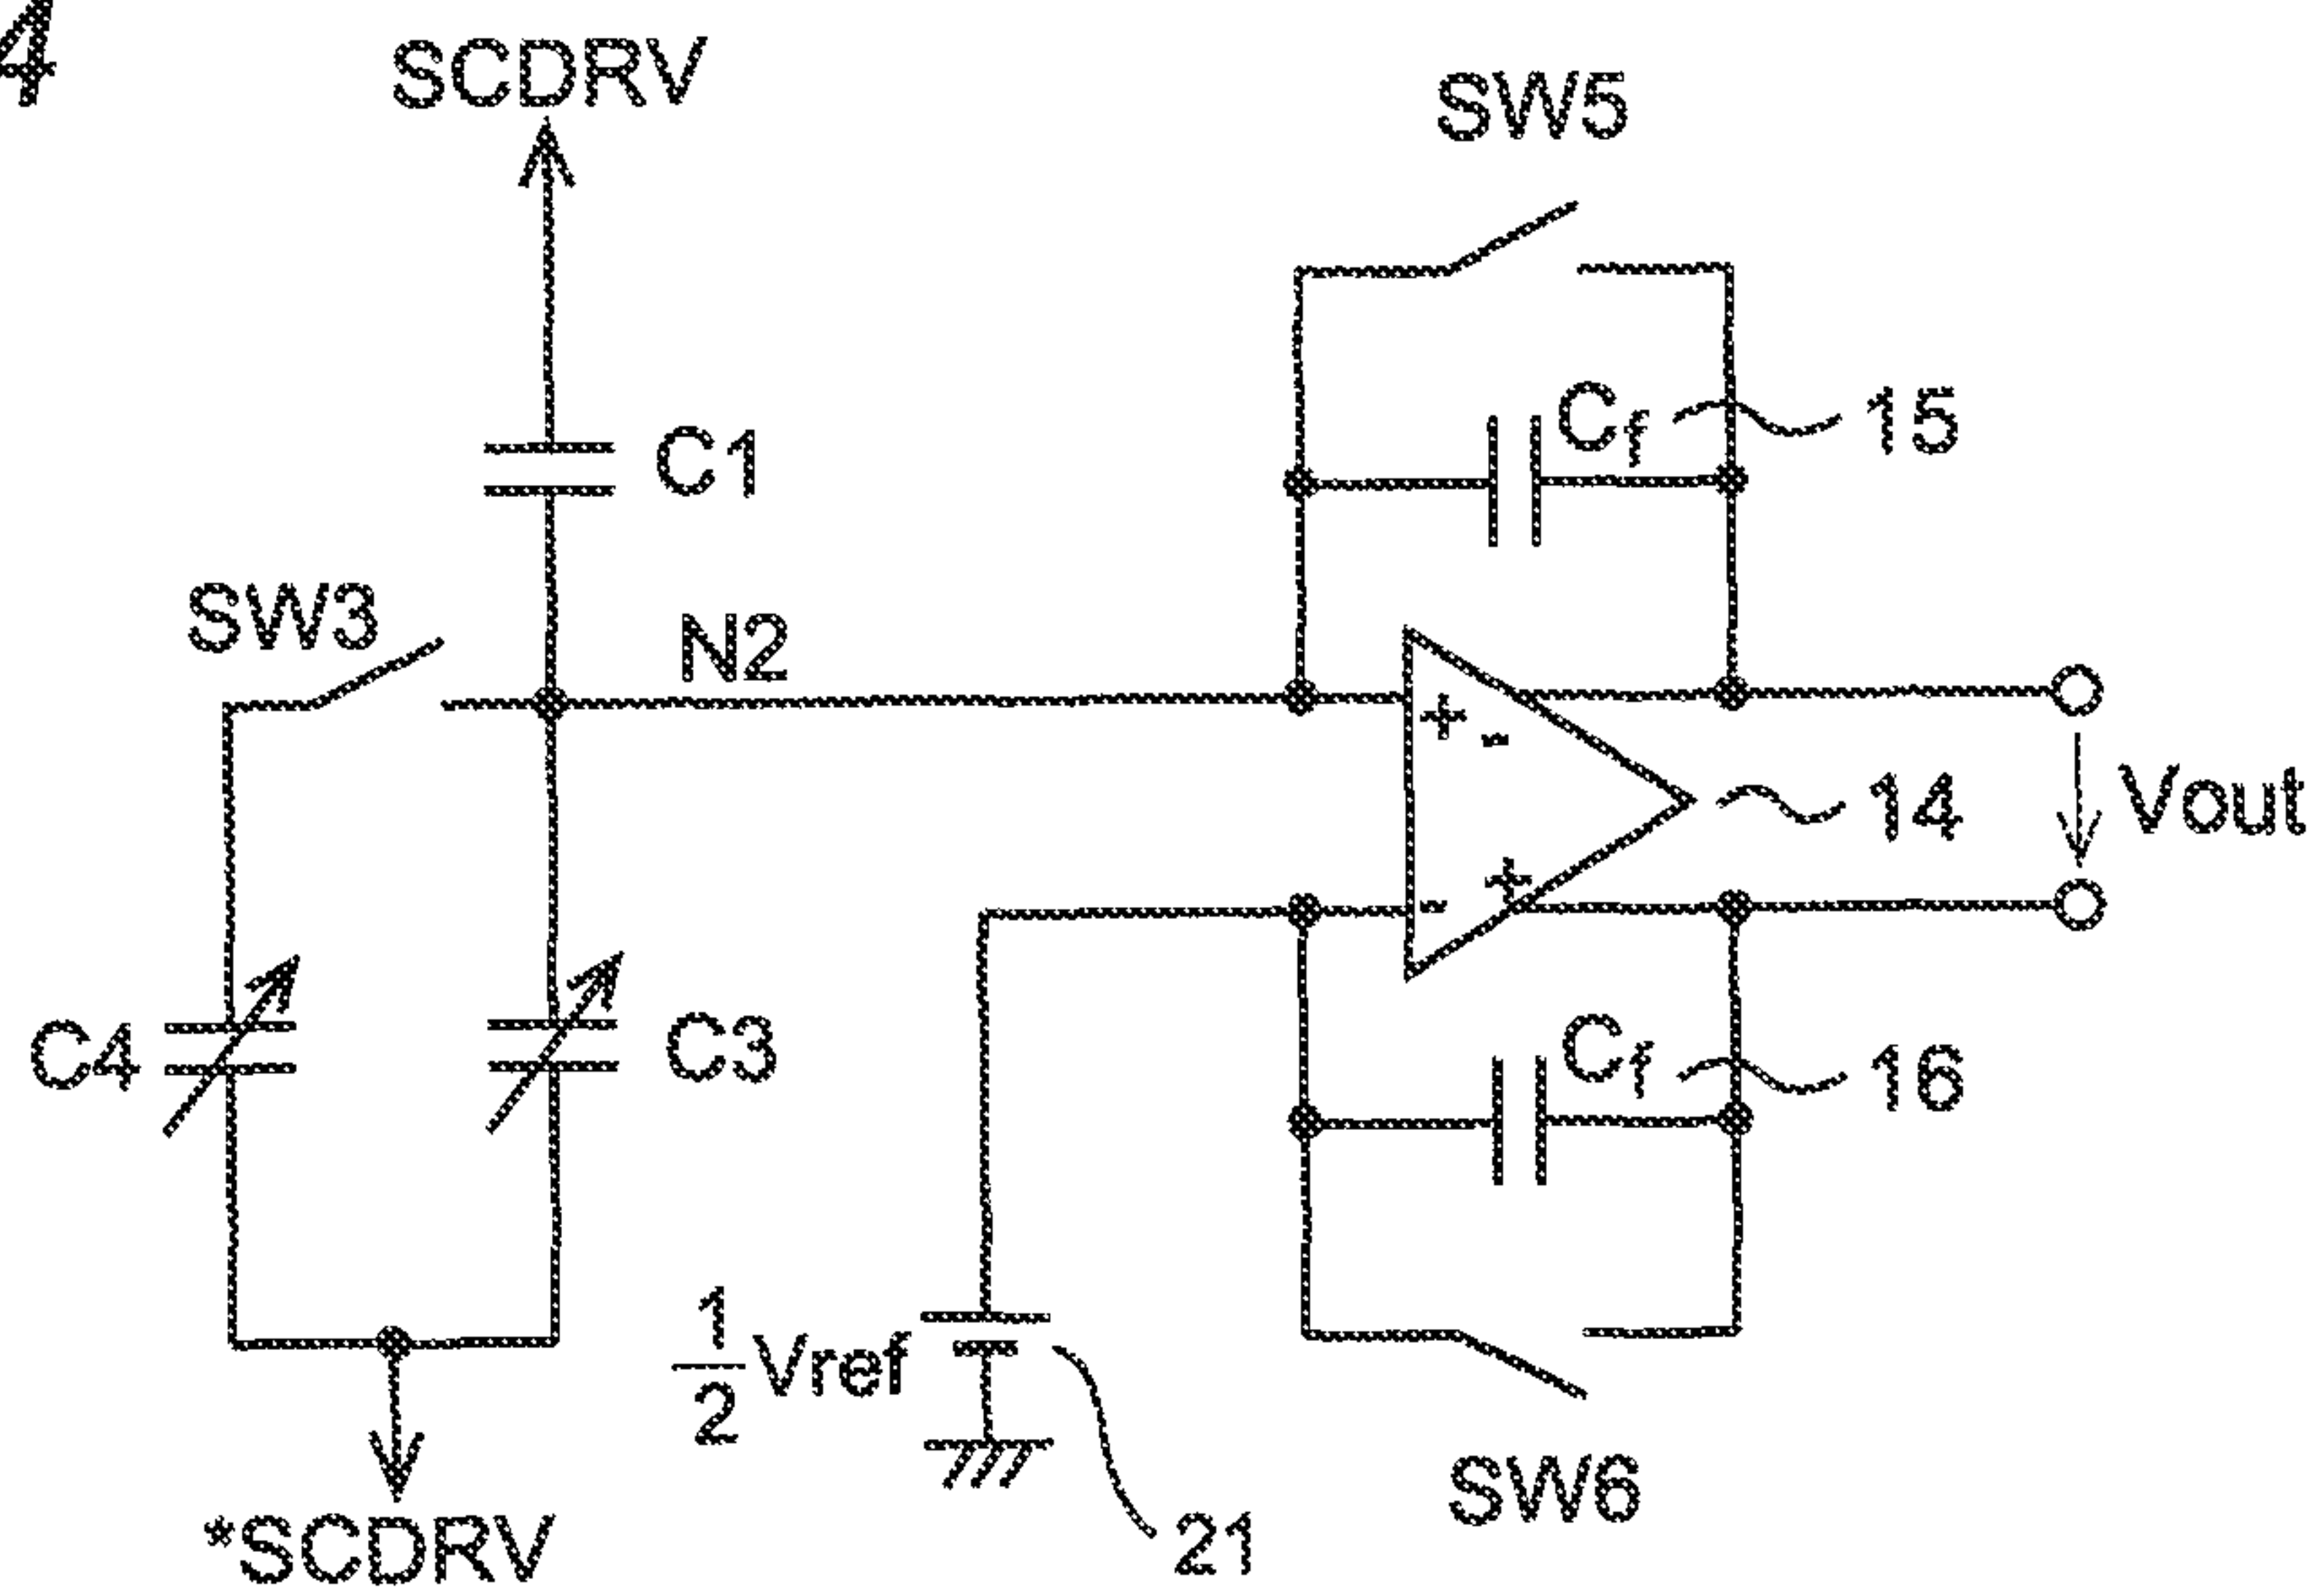 4
SCDRV
SW5
Cf
15
C1
SW3
N2
+
-
14
Vout
+
-
C4
C3
Cf
16
1/2 Vref
SW6
*SCDRV
21